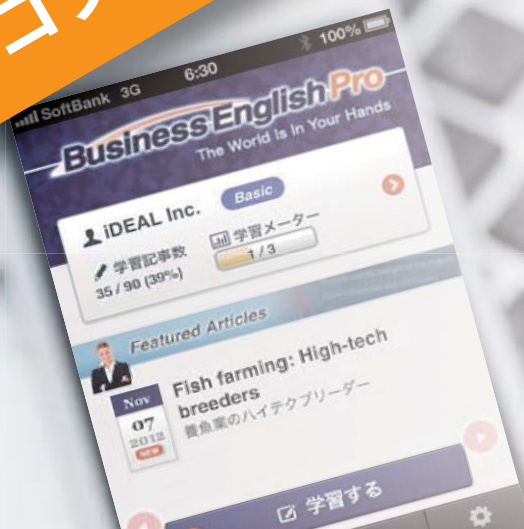 SoftBank 3G 6:30 100%
BusinessEnglishPro
The World Is In Your Hands
iDEAL Inc. Basic
学習記事数 学習メーター
35 / 90 (39%) 1 / 3
Featured Articles
Nov
07
2012
NEW
Fish farming: High-tech
breeders
養魚業のハイテクブリーダー
学習する